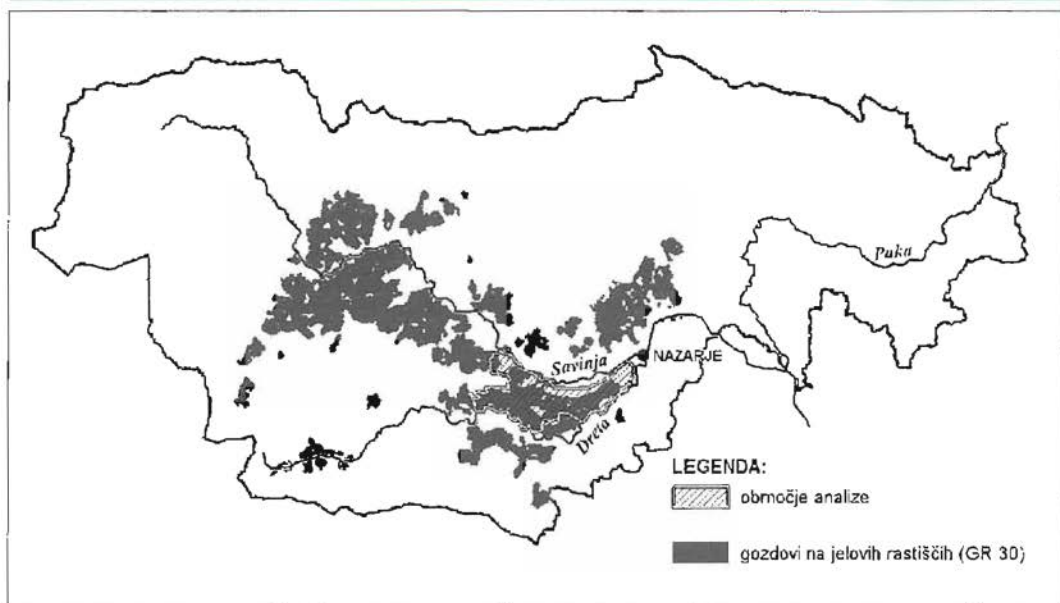 Paka
Savinja
NAZARJE
Dreta
LEGENDA:
območje analize
gozdovi na jelovih rastiščih (GR 30)